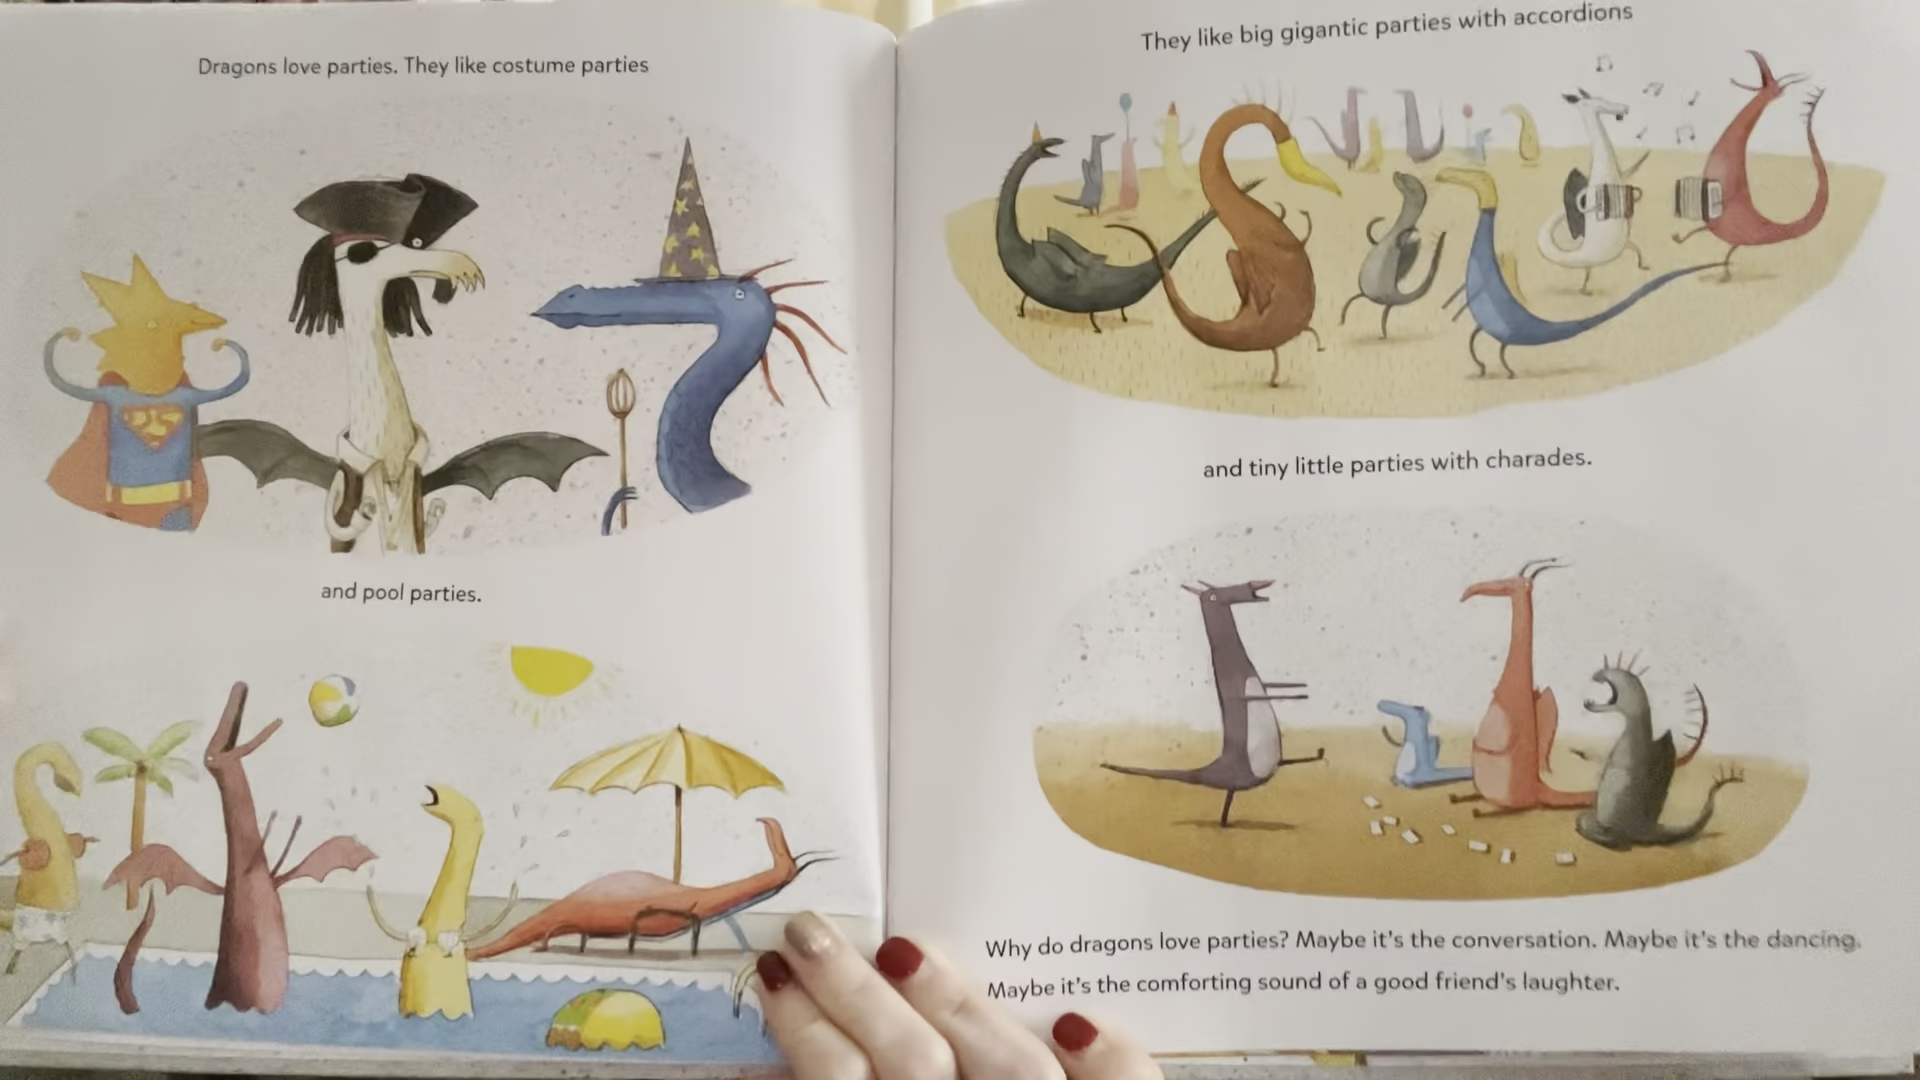 Dragons love parties. They like costume parties
and pool parties.
They like big gigantic parties with accordions
and tiny little parties with charades.
Why do dragons love parties? Maybe it's the conversation. Maybe it's the dancing.
Maybe it's the comforting sound of a good friend's laughter.